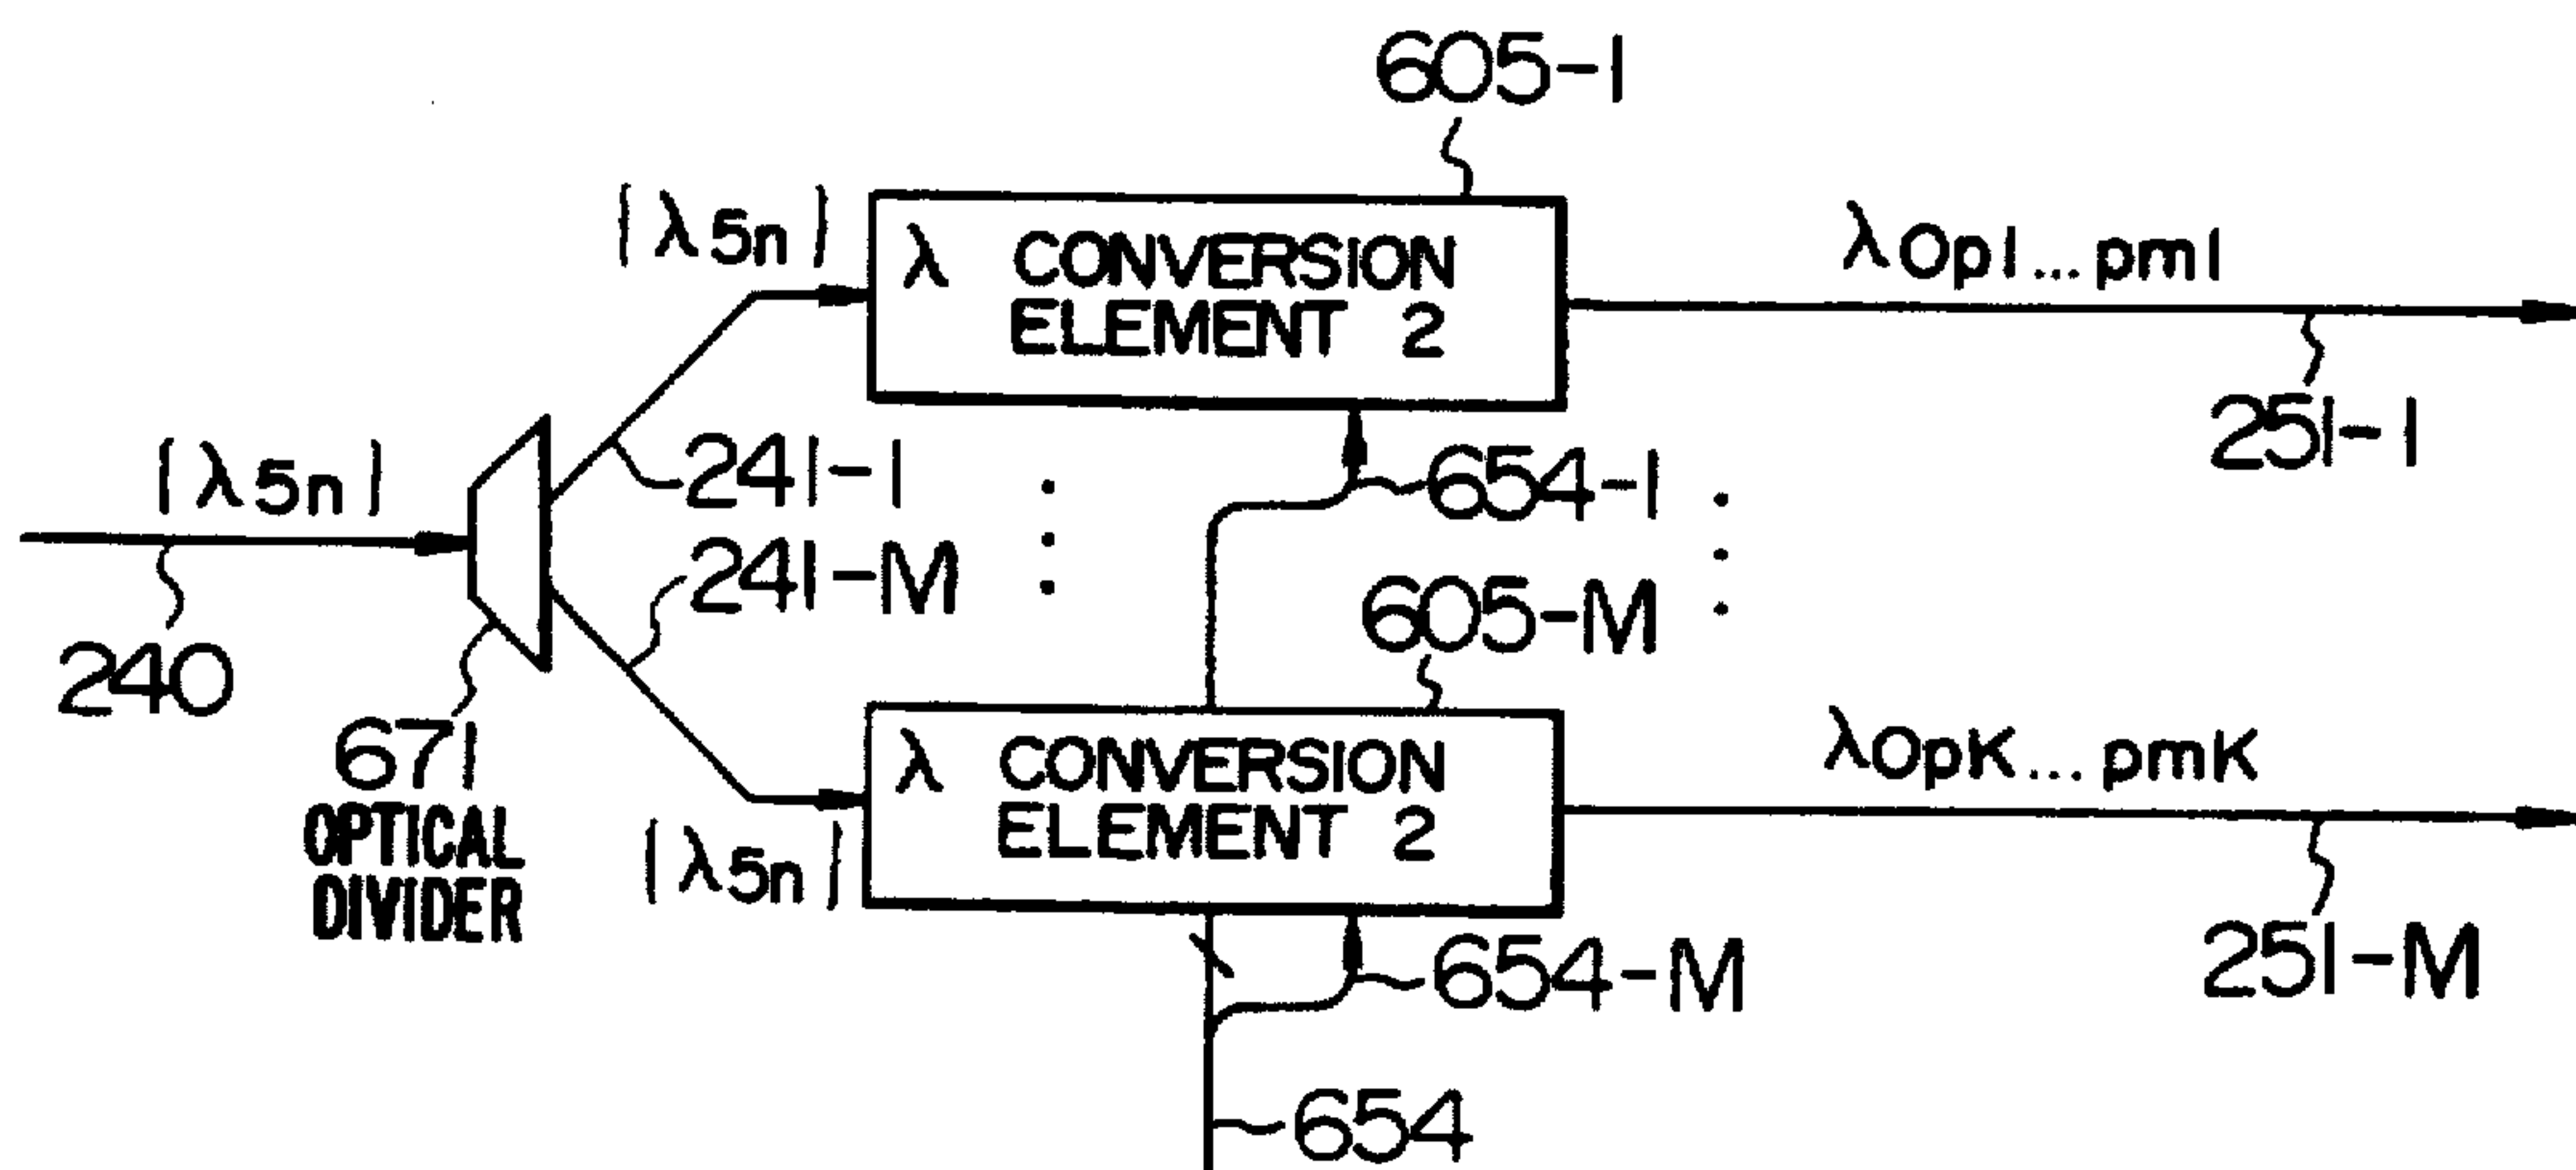 605-1
{λ5n}
λ CONVERSION
ELEMENT 2
λOp1...pm1
251-1
{λ5n}
240
671
OPTICAL
DIVIDER
241-1
241-M
654-1
605-M
{λ5n}
λ CONVERSION
ELEMENT 2
λOpK...pmK
251-M
654-M
654